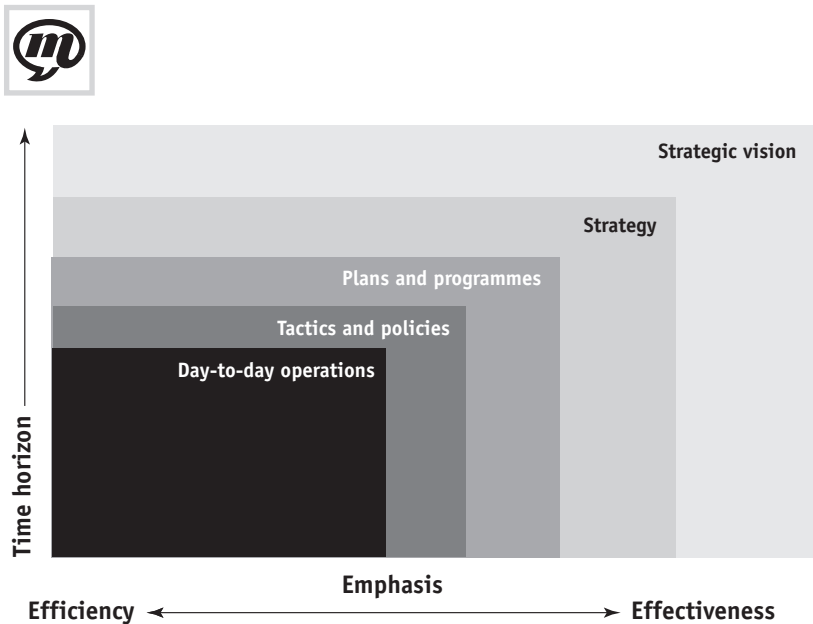 m
Strategic vision
Strategy
Plans and programmes
Tactics and policies
Day-to-day operations
Time horizon
Emphasis
Efficiency
Effectiveness